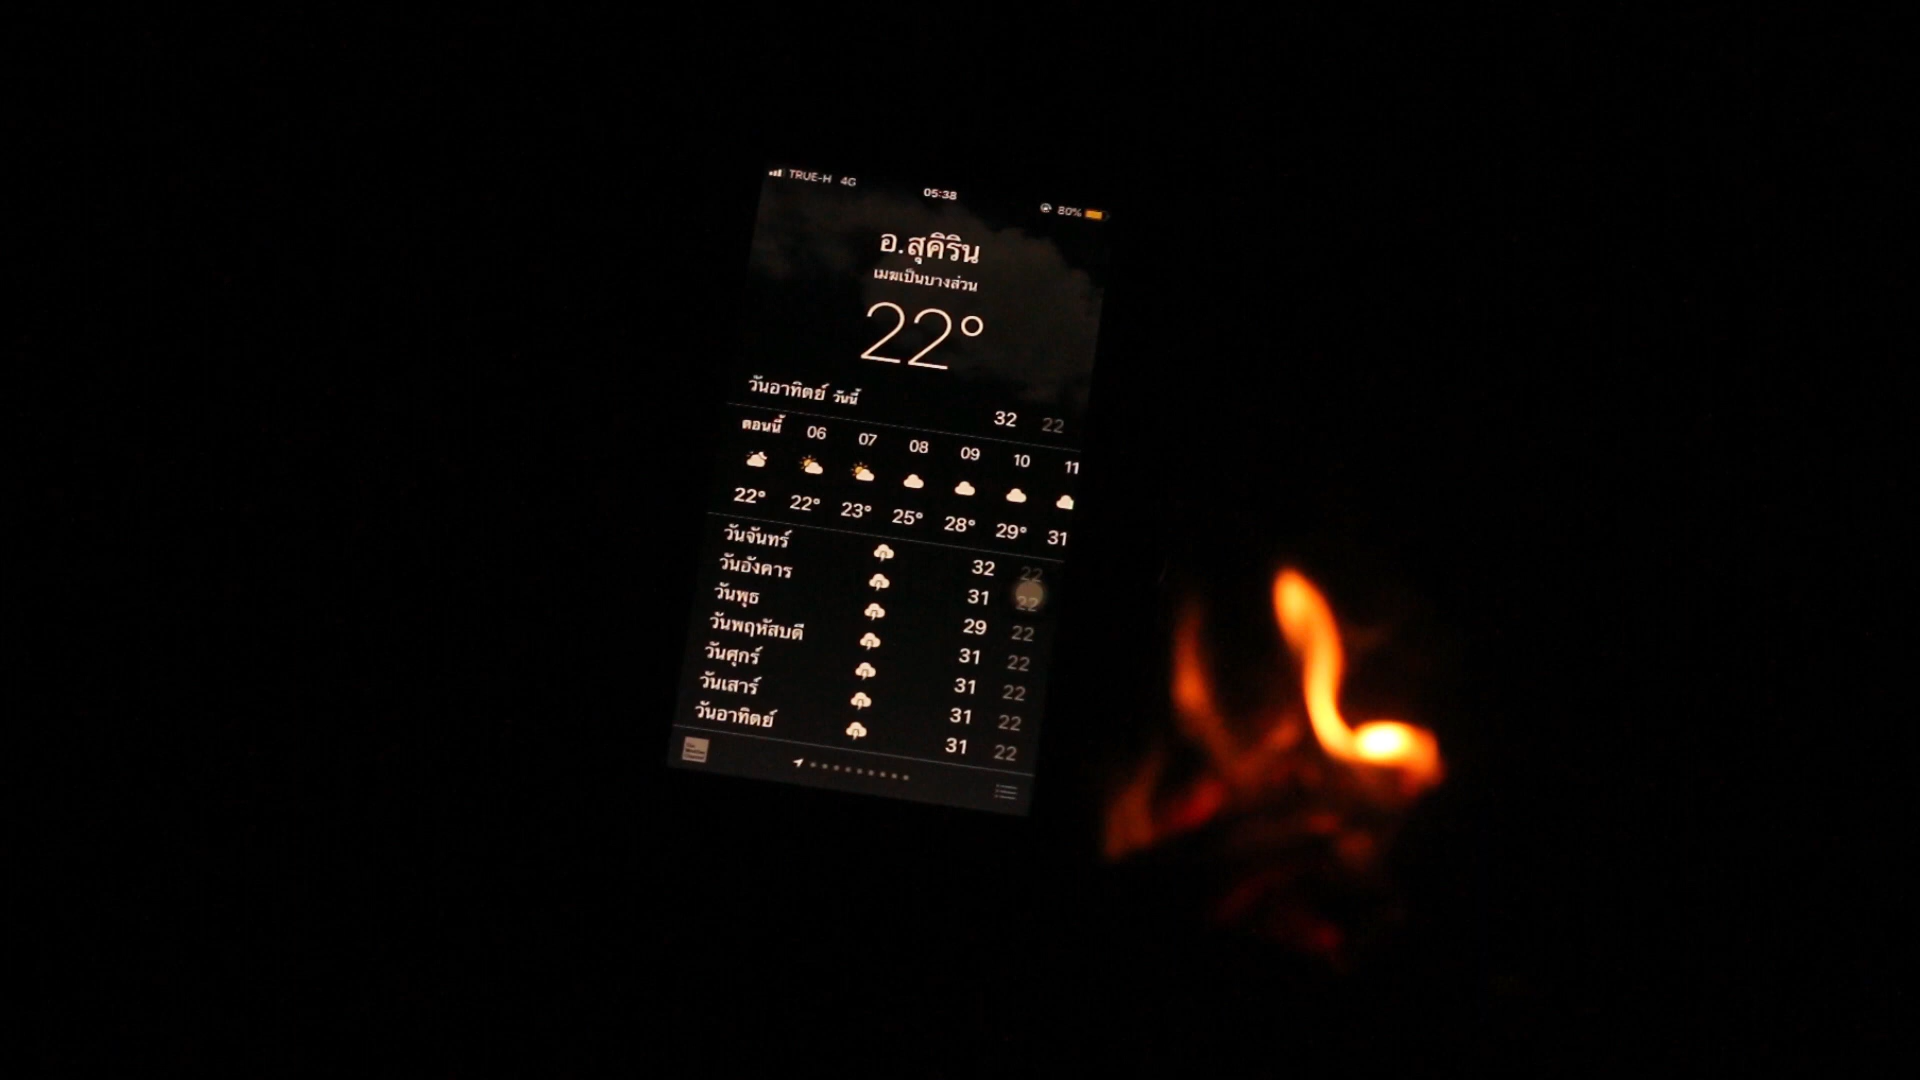 TRUE-H 4G 05:38 80%
อ.สุคิริน
เมฆเป็นบางส่วน
22°
วันอาทิตย์ วันนี้ 32 22
ตอนนี้ 06 07 08 09 10 11
22° 22° 23° 25° 28° 29° 31
วันจันทร์ 32 22
วันอังคาร 31 22
วันพุธ 29 22
วันพฤหัสบดี 31 22
วันศุกร์ 31 22
วันเสาร์ 31 22
วันอาทิตย์ 31 22